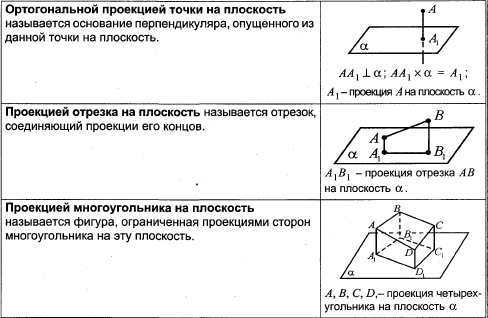 Ортогональной проекцией точки на плоскость
называется основание перпендикуляра, опущенного из
данной точки на плоскость.
A
A₁
α
AA₁ ⊥ α ; AA₁ × α = A₁ ;
A₁ – проекция A на плоскость α .
Проекцией отрезка на плоскость называется отрезок,
соединяющий проекции его концов.
B
A
α
A₁
B₁
A₁B₁ – проекция отрезка AB
на плоскость α .
Проекцией многоугольника на плоскость
называется фигура, ограниченная проекциями сторон
многоугольника на эту плоскость.
B
A
C
B₁
D
C₁
A₁
D₁
α
A, B, C, D,– проекция четырех-
угольника на плоскость α